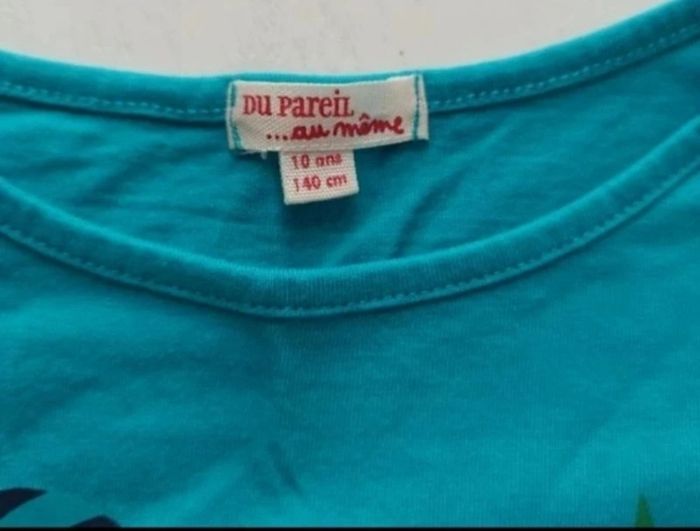 DU PAREIL
...au même
10 ans
140 cm